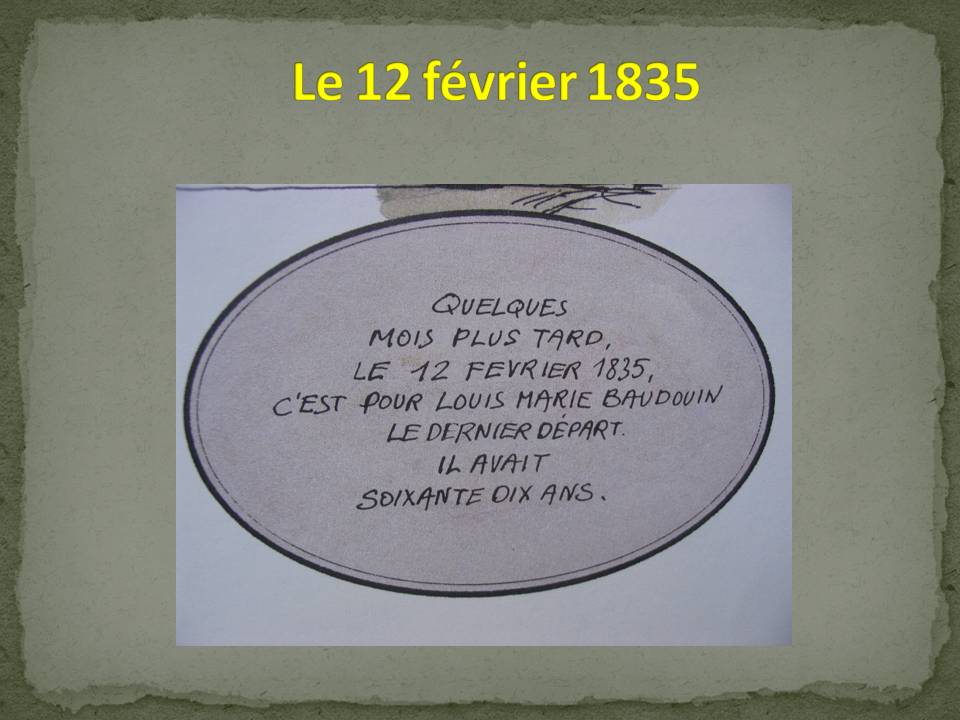 Le 12 février 1835
QUELQUES
MOIS PLUS TARD,
LE 12 FEVRIER 1835,
C'EST POUR LOUIS MARIE BAUDOUIN
LE DERNIER DÉPART.
IL AVAIT
SOIXANTE DIX ANS.